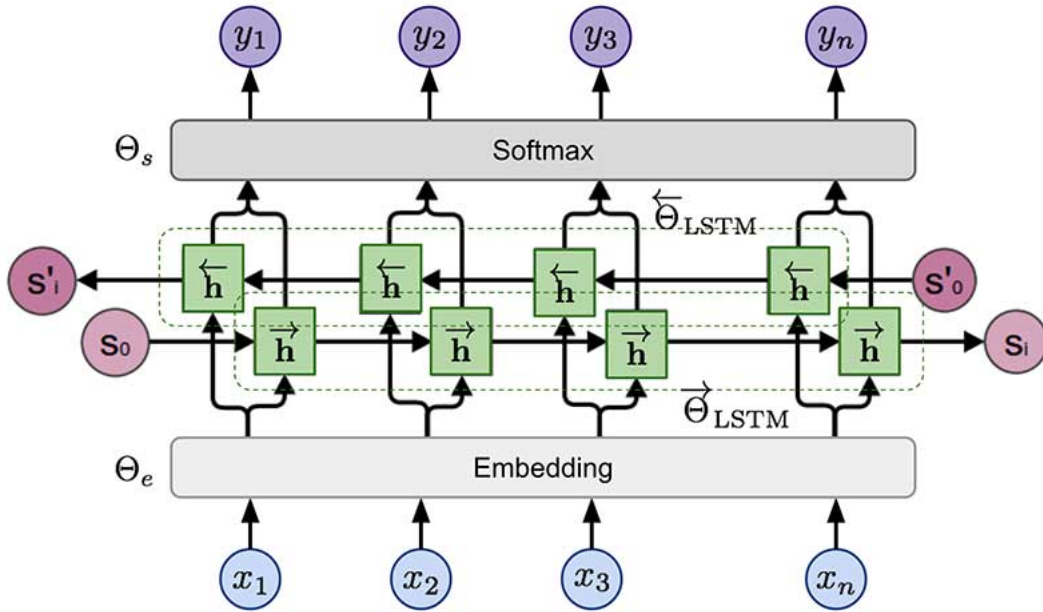 y₁ y₂ y₃ yₙ
Θₛ Softmax
←Θ LSTM
S'ᵢ ←h ←h ←h ←h S'₀
S₀ →h →h →h →h Sᵢ
→Θ LSTM
Θₑ Embedding
x₁ x₂ x₃ xₙ